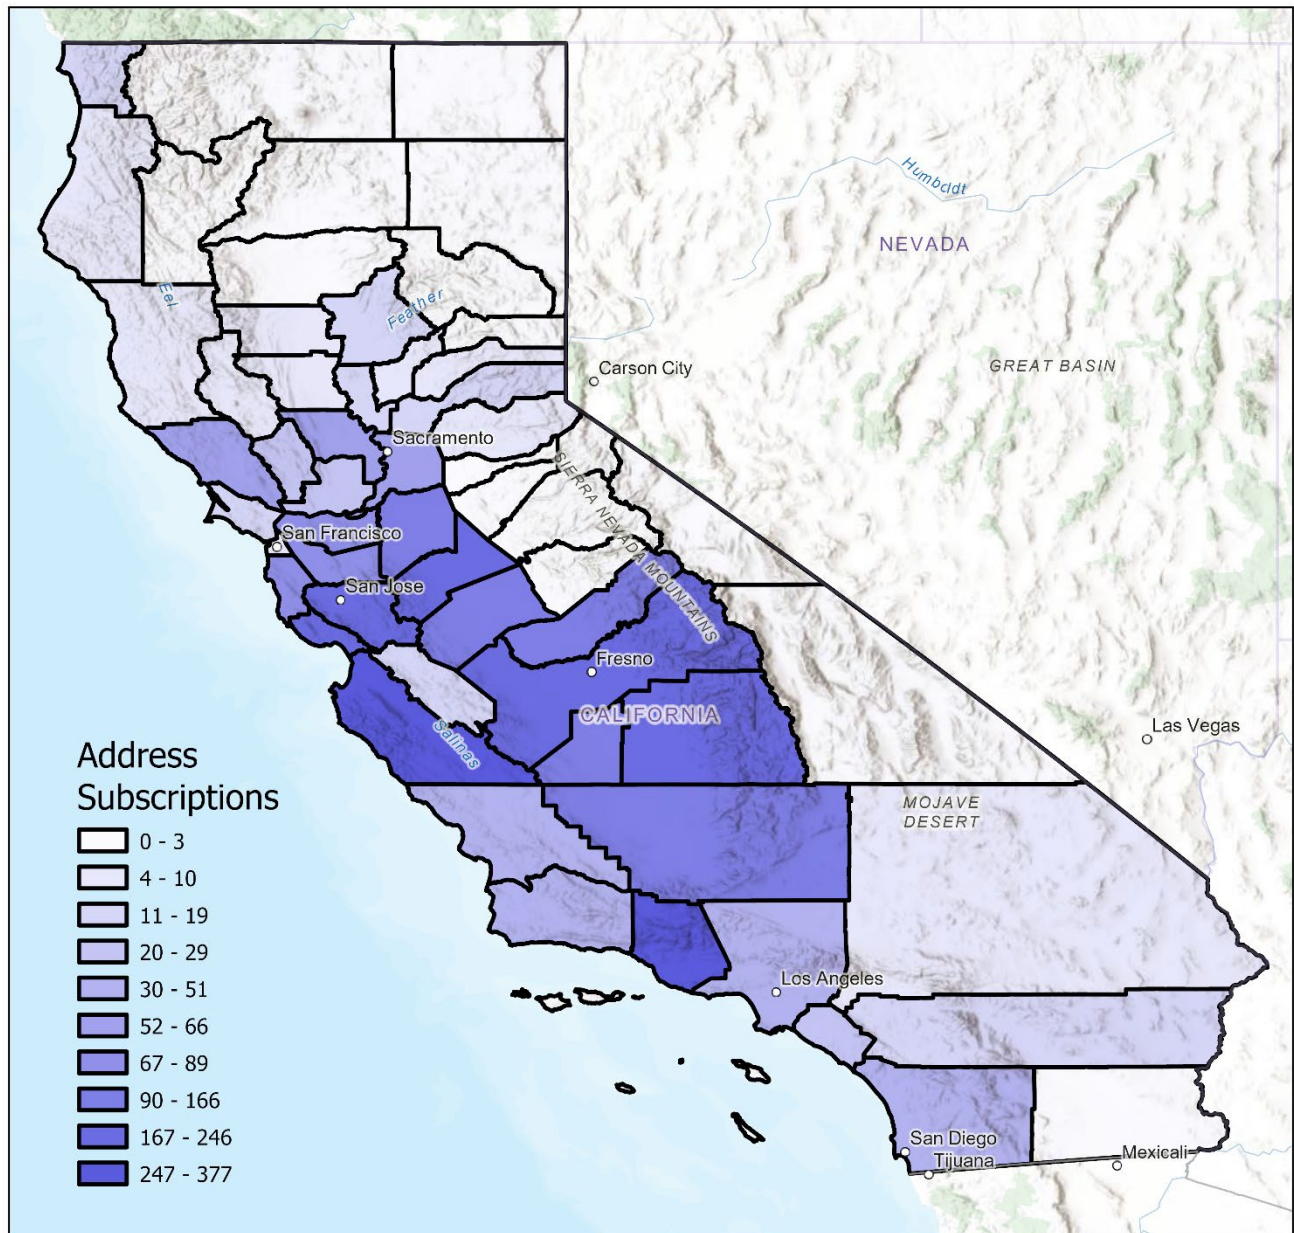 Humbcldt
NEVADA
Eel
Feather
Carson City
GREAT BASIN
Sacramento
SIERRA NEVADA MOUNTAINS
San Francisco
San Jose
Fresno
CALIFORNIA
Salinas
Las Vegas
MOJAVE
DESERT
Los Angeles
San Diego
Tijuana
Mexicali
Address
Subscriptions
0 - 3
4 - 10
11 - 19
20 - 29
30 - 51
52 - 66
67 - 89
90 - 166
167 - 246
247 - 377